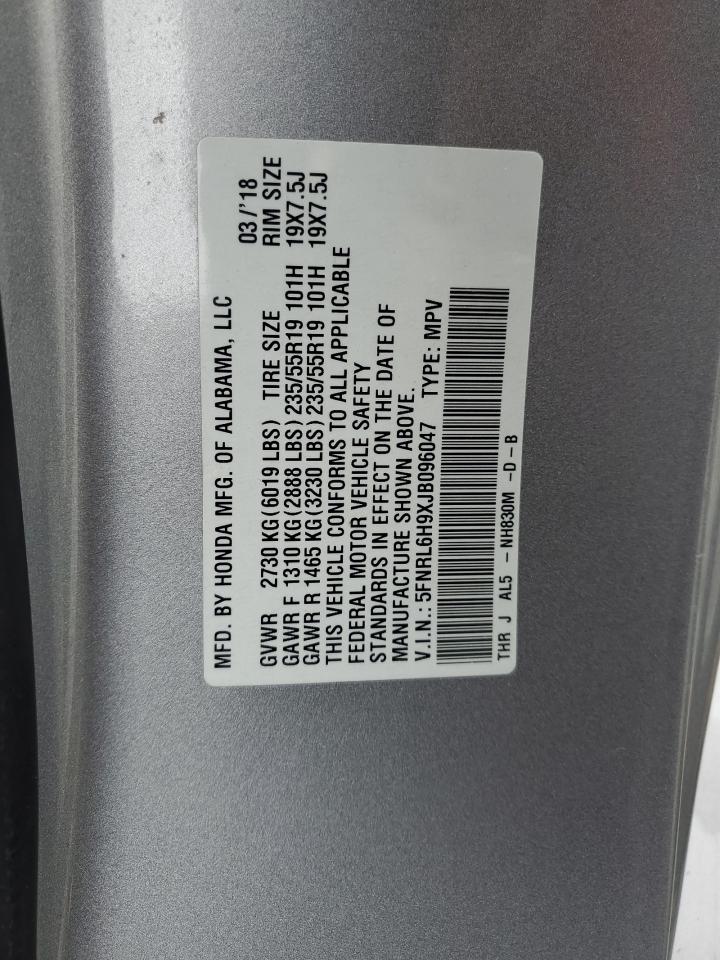 MFD. BY HONDA MFG. OF ALABAMA, LLC 03/'18
GVWR 2730 KG(6019 LBS) TIRE SIZE RIM SIZE
GAWR F 1310 KG(2888 LBS)235/55R19 101H 19X7.5J
GAWR R 1465 KG(3230 LBS)235/55R19 101H 19X7.5J
THIS VEHICLE CONFORMS TO ALL APPLICABLE
FEDERAL MOTOR VEHICLE SAFETY
STANDARDS IN EFFECT ON THE DATE OF
MANUFACTURE SHOWN ABOVE.
V.I.N.: 5FNRL6H9XJB096047 TYPE: MPV
THR J AL5 - NH830M -D-B